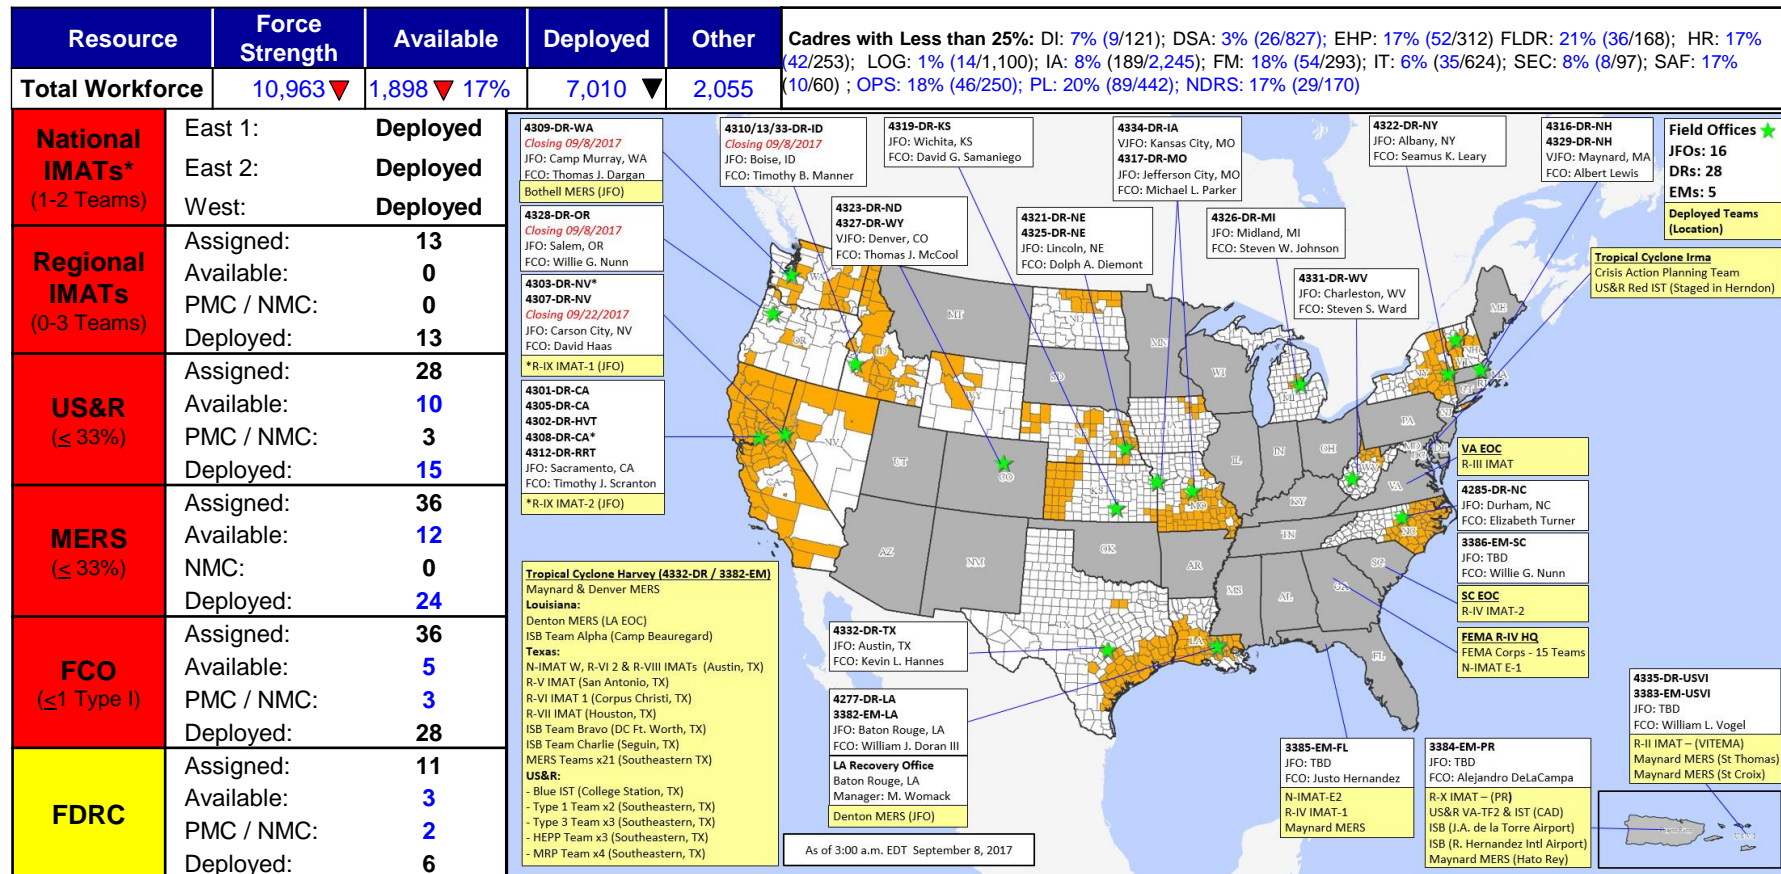 Resource
Force
Strength
Available
Deployed
Other
Total Workforce
10,963
1,898 17%
7,010
2,055
Cadres with Less than 25%: DI: 7% (9/121); DSA: 3% (26/827); EHP: 17% (52/312) FLDR: 21% (36/168); HR: 17%
(42/253); LOG: 1% (14/1,100); IA: 8% (189/2,245); FM: 18% (54/293); IT: 6% (35/624); SEC: 8% (8/97); SAF: 17%
(10/60) ; OPS: 18% (46/250); PL: 20% (89/442); NDRS: 17% (29/170)
National
IMATs*
(1-2 Teams)
East 1: Deployed
East 2: Deployed
West: Deployed
Regional
IMATs
(0-3 Teams)
Assigned: 13
Available: 0
PMC / NMC: 0
Deployed: 13
US&R
(≤ 33%)
Assigned: 28
Available: 10
PMC / NMC: 3
Deployed: 15
MERS
(≤ 33%)
Assigned: 36
Available: 12
NMC: 0
Deployed: 24
FCO
(≤1 Type I)
Assigned: 36
Available: 5
PMC / NMC: 3
Deployed: 28
FDRC
Assigned: 11
Available: 3
PMC / NMC: 2
Deployed: 6
4309-DR-WA
Closing 09/8/2017
JFO: Camp Murray, WA
FCO: Thomas J. Dargan
Bothell MERS (JFO)
4328-DR-OR
Closing 09/8/2017
JFO: Salem, OR
FCO: Willie G. Nunn
4303-DR-NV*
4307-DR-NV
Closing 09/22/2017
JFO: Carson City, NV
FCO: David Haas
*R-IX IMAT-1 (JFO)
4301-DR-CA
4305-DR-CA
4302-DR-HVT
4308-DR-CA*
4312-DR-RRT
JFO: Sacramento, CA
FCO: Timothy J. Scranton
*R-IX IMAT-2 (JFO)
4310/13/33-DR-ID
Closing 09/8/2017
JFO: Boise, ID
FCO: Timothy B. Manner
4319-DR-KS
JFO: Wichita, KS
FCO: David G. Samaniego
4323-DR-ND
4327-DR-WY
VJFO: Denver, CO
FCO: Thomas J. McCool
4321-DR-NE
4325-DR-NE
JFO: Lincoln, NE
FCO: Dolph A. Diemont
4334-DR-IA
VJFO: Kansas City, MO
4317-DR-MO
JFO: Jefferson City, MO
FCO: Michael L. Parker
4326-DR-MI
JFO: Midland, MI
FCO: Steven W. Johnson
4331-DR-WV
JFO: Charleston, WV
FCO: Steven S. Ward
4322-DR-NY
JFO: Albany, NY
FCO: Seamus K. Leary
4316-DR-NH
4329-DR-NH
VJFO: Maynard, MA
FCO: Albert Lewis
Field Offices
JFOs: 16
DRs: 28
EMs: 5
Deployed Teams
(Location)
Tropical Cyclone Irma
Crisis Action Planning Team
US&R Red IST (Staged in Herndon)
VA EOC
R-III IMAT
4285-DR-NC
JFO: Durham, NC
FCO: Elizabeth Turner
3386-EM-SC
JFO: TBD
FCO: Willie G. Nunn
SC EOC
R-IV IMAT-2
FEMA R-IV HQ
FEMA Corps - 15 Teams
N-IMAT E-1
Tropical Cyclone Harvey (4332-DR / 3382-EM)
Maynard & Denver MERS
Louisiana:
Denton MERS (LA EOC)
ISB Team Alpha (Camp Beauregard)
Texas:
N-IMAT W, R-VI 2 & R-VIII IMATs (Austin, TX)
R-V IMAT (San Antonio, TX)
R-VI IMAT 1 (Corpus Christi, TX)
R-VII IMAT (Houston, TX)
ISB Team Bravo (DC Ft. Worth, TX)
ISB Team Charlie (Seguin, TX)
MERS Teams x21 (Southeastern TX)
US&R:
- Blue IST (College Station, TX)
- Type 1 Team x2 (Southeastern, TX)
- Type 3 Team x3 (Southeastern, TX)
- HEPP Team x3 (Southeastern, TX)
- MRP Team x4 (Southeastern, TX)
4332-DR-TX
JFO: Austin, TX
FCO: Kevin L. Hannes
4277-DR-LA
3382-EM-LA
JFO: Baton Rouge, LA
FCO: William J. Doran III
LA Recovery Office
Baton Rouge, LA
Manager: M. Womack
Denton MERS (JFO)
As of 3:00 a.m. EDT September 8, 2017
3385-EM-FL
JFO: TBD
FCO: Justo Hernandez
N-IMAT-E2
R-IV IMAT-1
Maynard MERS
3384-EM-PR
JFO: TBD
FCO: Alejandro DeLaCampa
R-X IMAT – (PR)
US&R VA-TF2 & IST (CAD)
ISB (J.A. de la Torre Airport)
ISB (R. Hernandez Intl Airport)
Maynard MERS (Hato Rey)
4335-DR-USVI
3383-EM-USVI
JFO: TBD
FCO: William L. Vogel
R-II IMAT – (VITEMA)
Maynard MERS (St Thomas)
Maynard MERS (St Croix)
WA
OR
ID
MT
ND
MN
WI
MI
NY
NH
ME
MA
SD
WY
NV
CA
UT
CO
NE
IA
IL
IN
OH
PA
NJ
MD
DC
WV
VA
KS
MO
KY
TN
NC
SC
AZ
NM
OK
AR
TX
LA
MS
AL
GA
FL